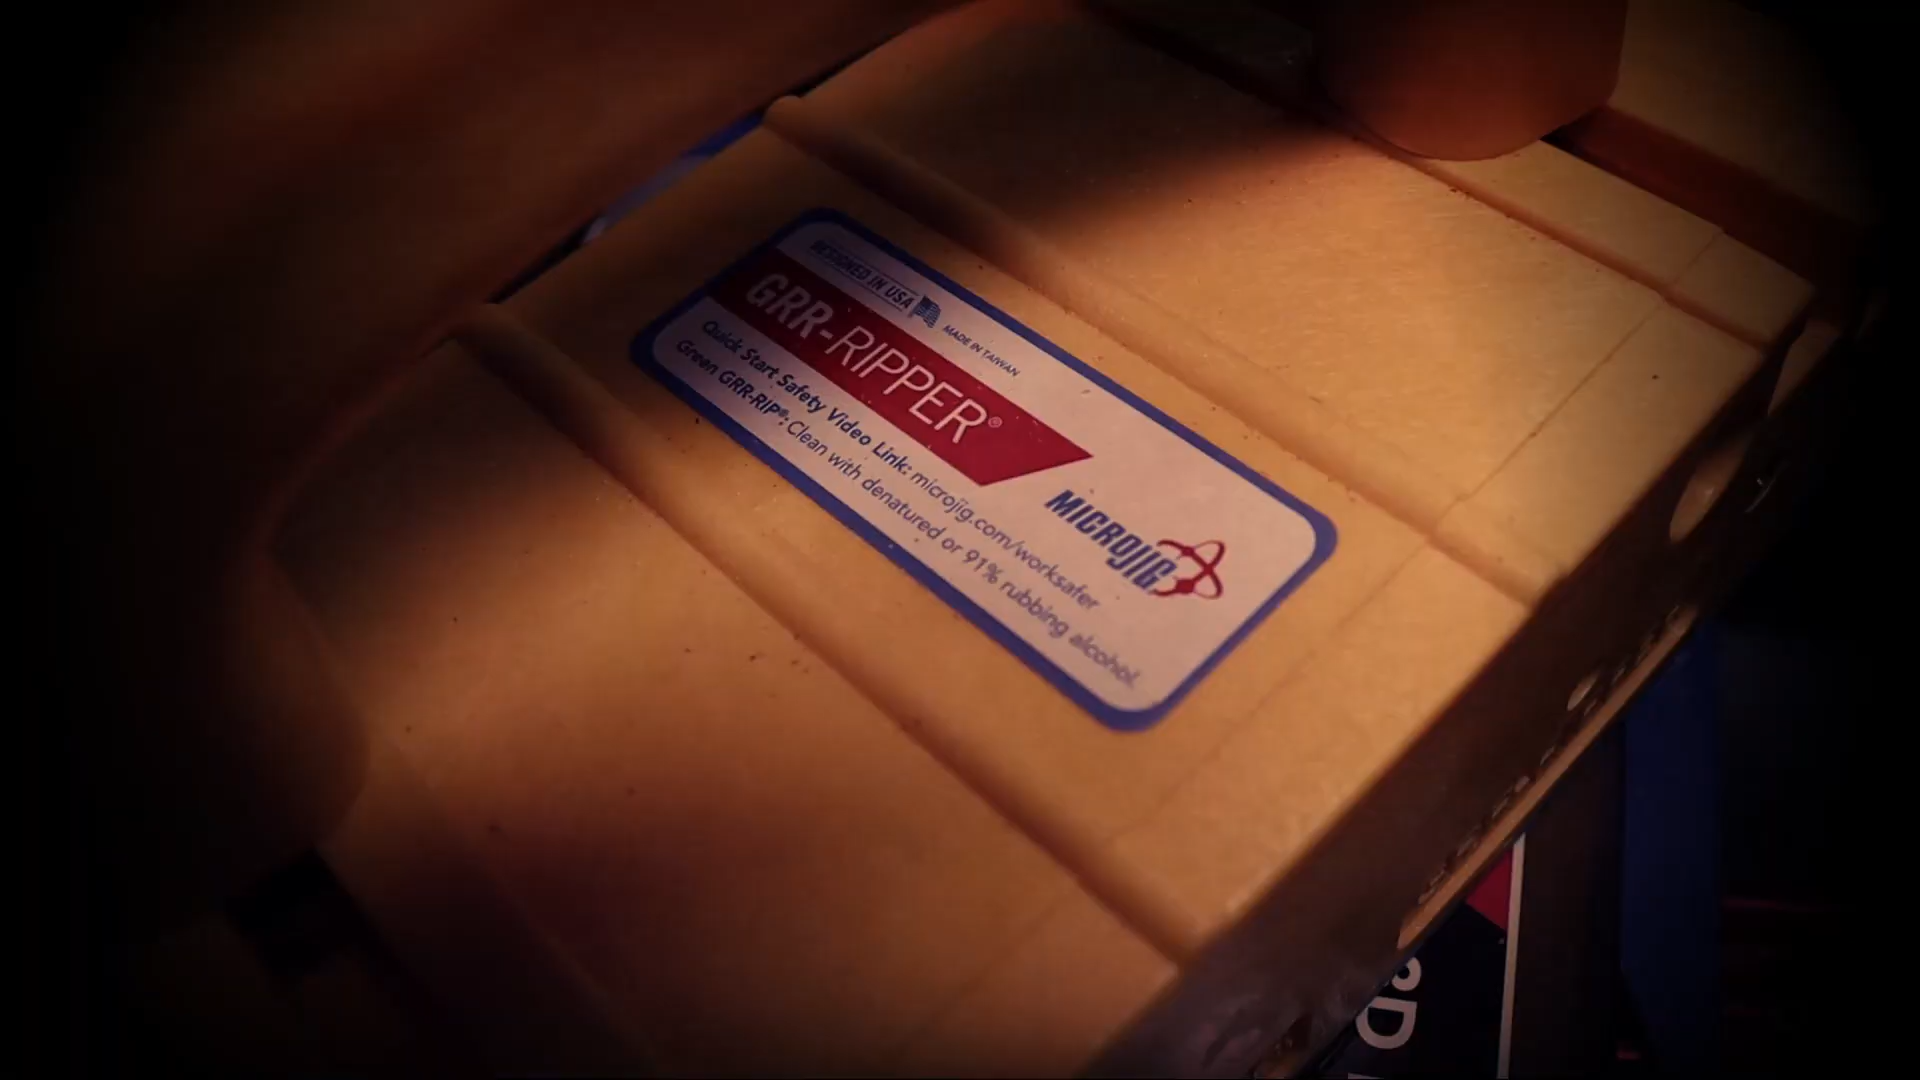 DESIGNED IN USA
MADE IN TAIWAN
GRR-RIPPER®
Quick Start Safety Video Link: microjig.com/worksafer
Green GRR-RIP®: Clean with denatured or 91% rubbing alcohol.
MICROJIG
3D